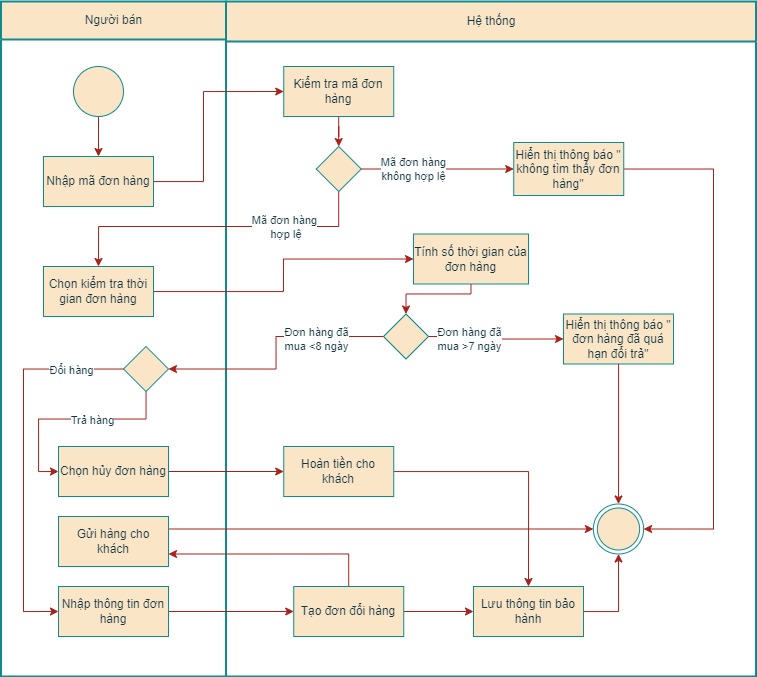 Người bán
Hệ thống
Kiểm tra mã đơn
hàng
Nhập mã đơn hàng
Mã đơn hàng
không hợp lệ
Hiển thị thông báo "
không tìm thấy đơn
hàng"
Mã đơn hàng
hợp lệ
Chọn kiểm tra thời
gian đơn hàng
Tính số thời gian của
đơn hàng
Đơn hàng đã
mua <8 ngày
Đơn hàng đã
mua >7 ngày
Hiển thị thông báo "
đơn hàng đã quá
hạn đổi trả"
Đổi hàng
Trả hàng
Chọn hủy đơn hàng
Hoàn tiền cho
khách
Gửi hàng cho
khách
Nhập thông tin đơn
hàng
Tạo đơn đổi hàng
Lưu thông tin bảo
hành